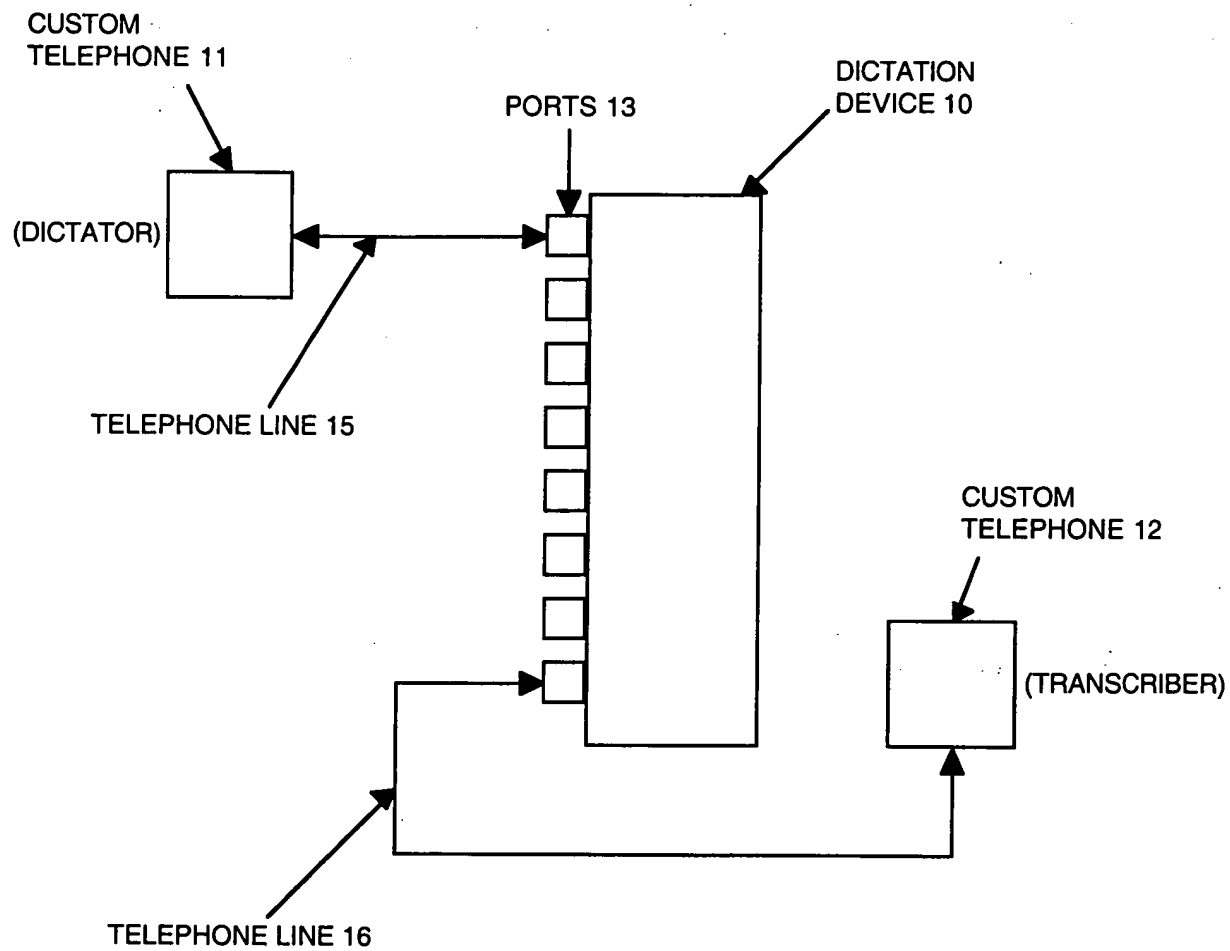 CUSTOM
TELEPHONE 11
DICTATION
DEVICE 10
PORTS 13
(DICTATOR)
TELEPHONE LINE 15
CUSTOM
TELEPHONE 12
(TRANSCRIBER)
TELEPHONE LINE 16